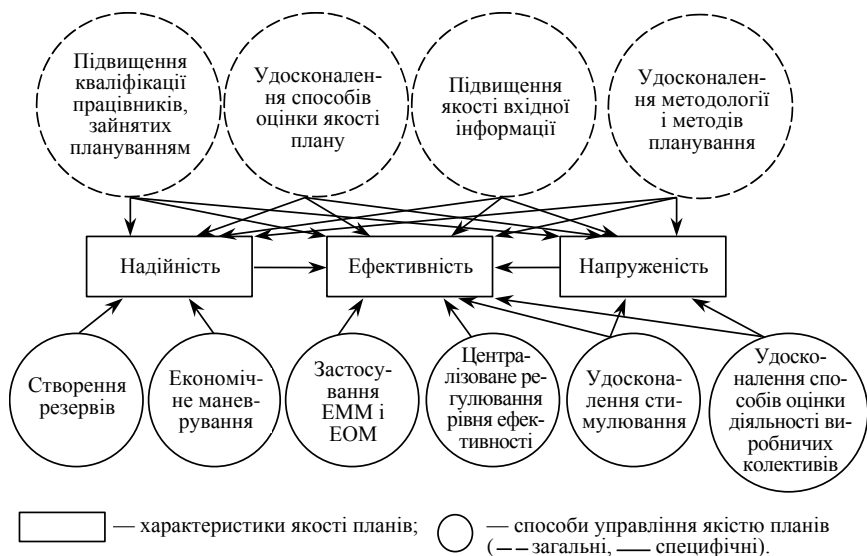 Підвищення
кваліфікації
працівників,
зайнятих
плануванням
Удосконален-
ня способів
оцінки якості
плану
Підвищення
якості вхідної
інформації
Удосконален-
ня методології
і методів
планування
Надійність
Ефективність
Напруженість
Створення
резервів
Економіч-
не манев-
рування
Застосу-
вання
ЕММ і
ЕОМ
Центра-
лізоване ре-
гулювання
рівня ефек-
тивності
Удоскона-
лення сти-
мулювання
Удоско-
налення спо-
собів оцінки
діяльності ви-
робничих
колективів
— характеристики якості планів;
— способи управління якістю планів
(– – загальні, — специфічні).